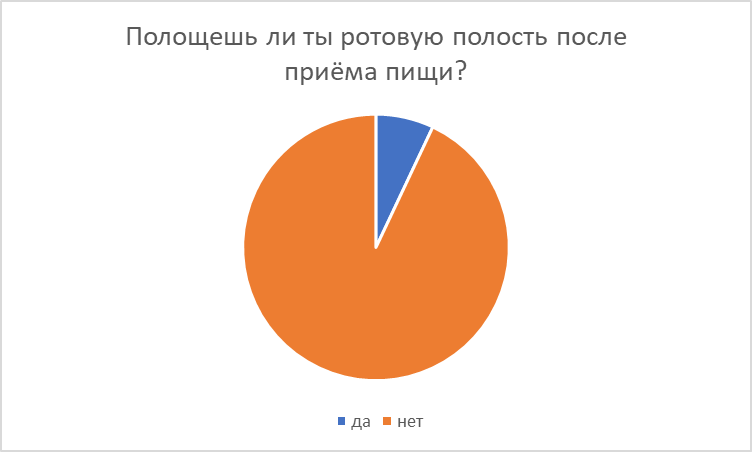 Полощешь ли ты ротовую полость после
приёма пищи?
да нет